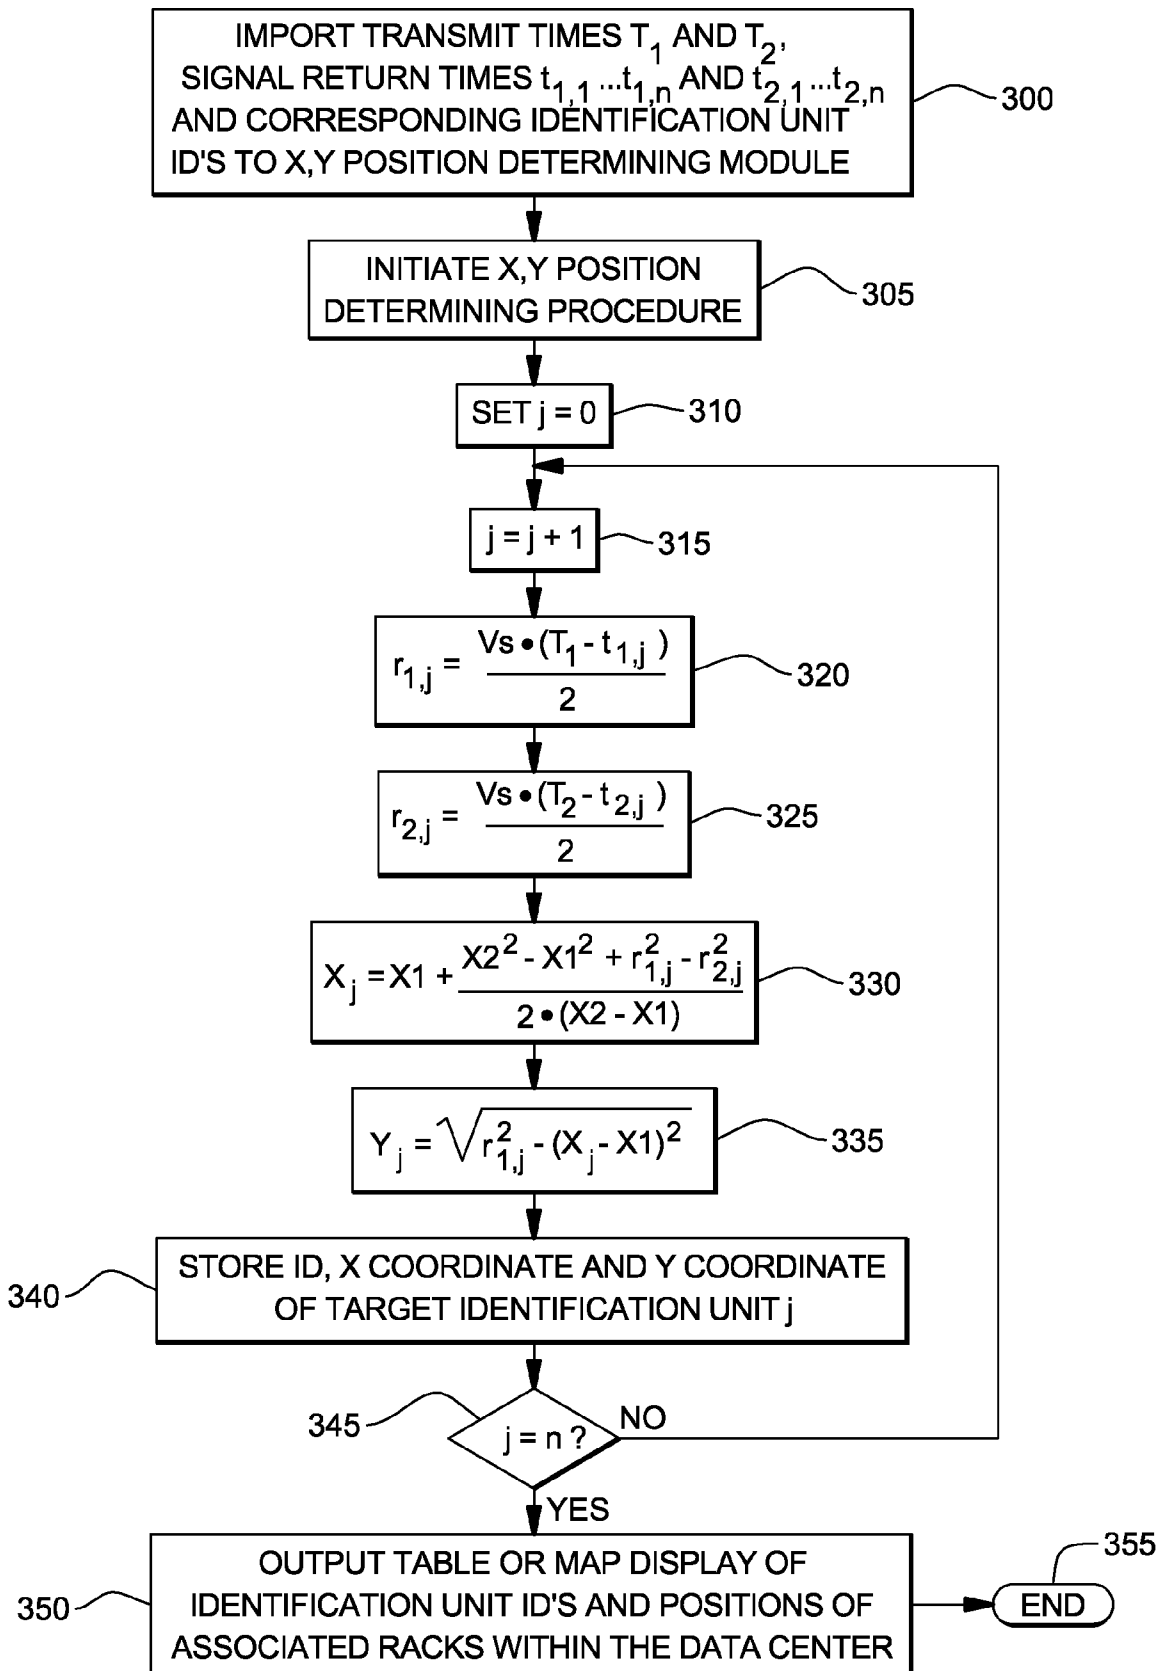 IMPORT TRANSMIT TIMES T1 AND T2,
SIGNAL RETURN TIMES t1,1 ...t1,n AND t2,1 ...t2,n
AND CORRESPONDING IDENTIFICATION UNIT
ID'S TO X,Y POSITION DETERMINING MODULE
300
INITIATE X,Y POSITION
DETERMINING PROCEDURE
305
SET j = 0
310
j = j + 1
315
r1,j = Vs•(T1 - t1,j ) / 2
320
r2,j = Vs•(T2 - t2,j ) / 2
325
Xj = X1 + X2² - X1² + r²1,j - r²2,j / 2•(X2 - X1)
330
Yj = √r²1,j - (Xj - X1)²
335
STORE ID, X COORDINATE AND Y COORDINATE
OF TARGET IDENTIFICATION UNIT j
340
345
j = n ?
NO
YES
OUTPUT TABLE OR MAP DISPLAY OF
IDENTIFICATION UNIT ID'S AND POSITIONS OF
ASSOCIATED RACKS WITHIN THE DATA CENTER
350
355
END